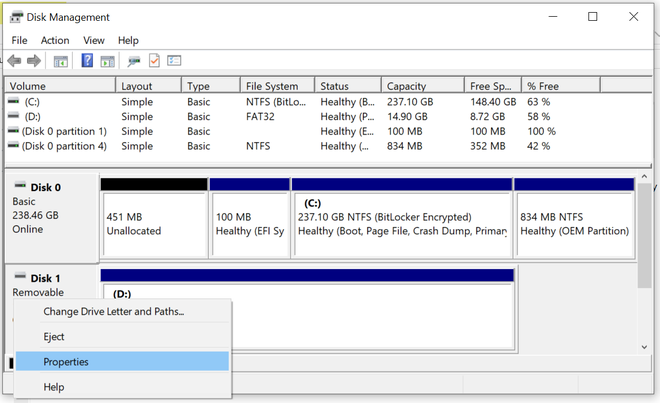 Disk Management
File Action View Help
Volume Layout Type File System Status Capacity Free Sp... % Free
(C:) Simple Basic NTFS (BitLo... Healthy (B... 237.10 GB 148.40 GB 63 %
(D:) Simple Basic FAT32 Healthy (P... 14.90 GB 8.72 GB 58 %
(Disk 0 partition 1) Simple Basic Healthy (E... 100 MB 100 MB 100 %
(Disk 0 partition 4) Simple Basic NTFS Healthy (... 834 MB 352 MB 42 %
Disk 0
Basic
238.46 GB
Online
451 MB
Unallocated
100 MB
Healthy (EFI Sy
(C:)
237.10 GB NTFS (BitLocker Encrypted)
Healthy (Boot, Page File, Crash Dump, Primary
834 MB NTFS
Healthy (OEM Partition)
Disk 1
Removable
(D:)
Change Drive Letter and Paths...
Eject
Properties
Help